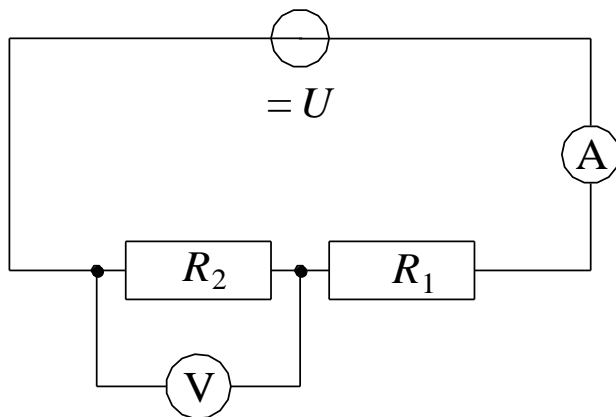 = U
A
R₂ R₁
V